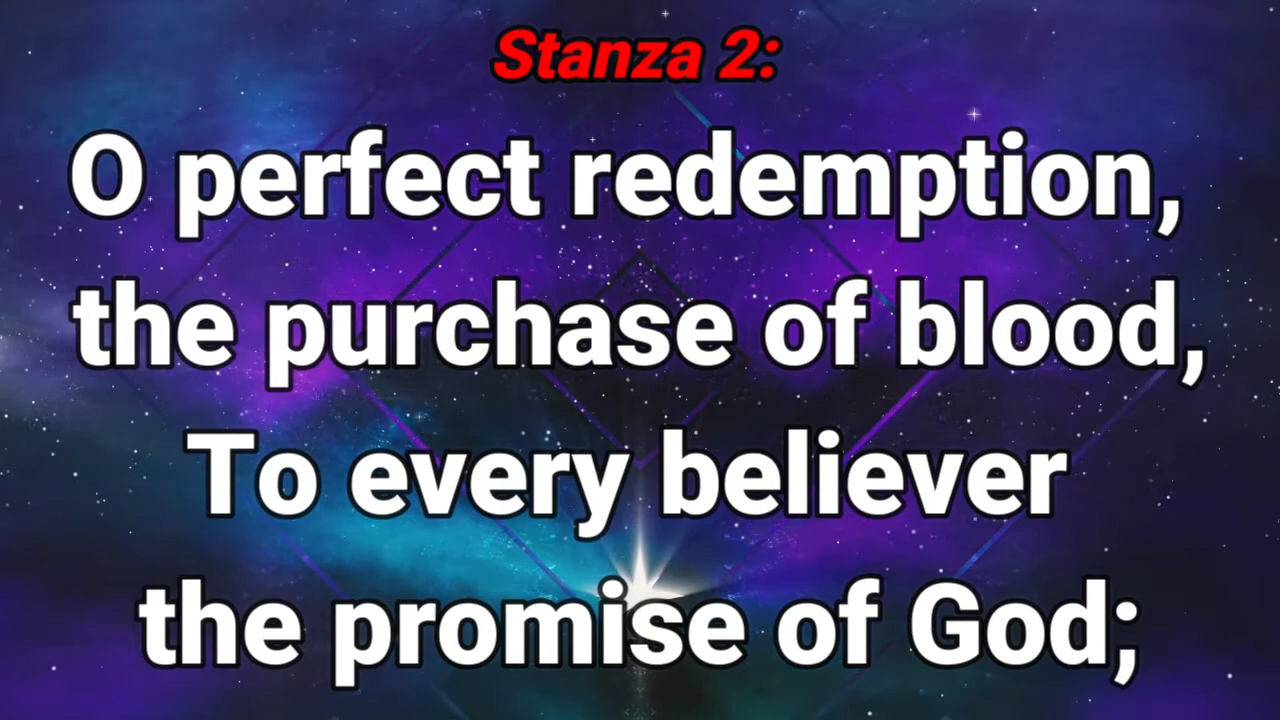 Stanza 2:
O perfect redemption,
the purchase of blood,
To every believer
the promise of God;